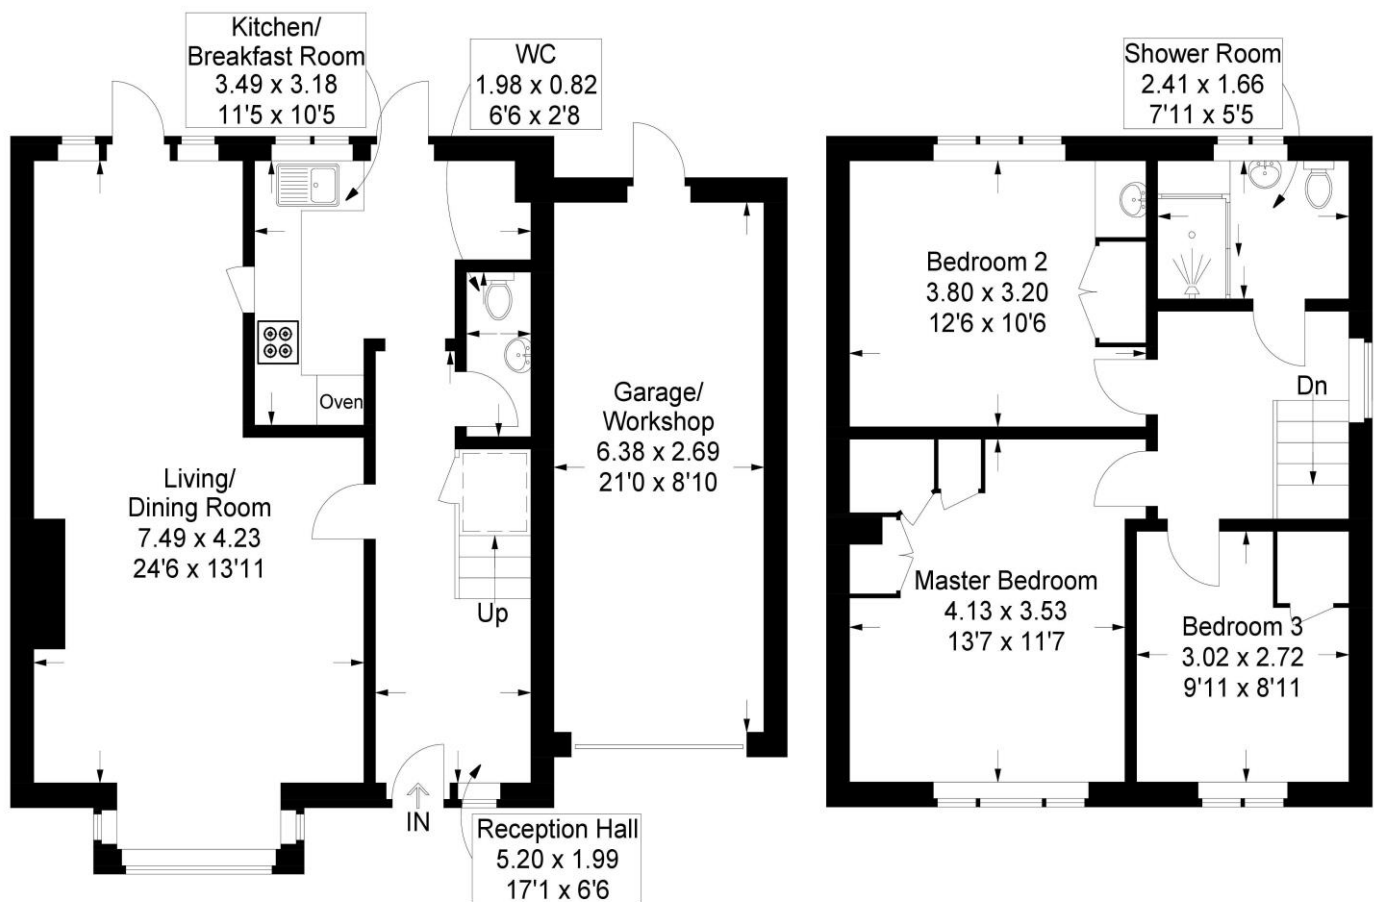 Kitchen/
Breakfast Room
3.49 x 3.18
11'5 x 10'5
WC
1.98 x 0.82
6'6 x 2'8
Shower Room
2.41 x 1.66
7'11 x 5'5
Bedroom 2
3.80 x 3.20
12'6 x 10'6
Dn
Oven
Garage/
Workshop
6.38 x 2.69
21'0 x 8'10
Living/
Dining Room
7.49 x 4.23
24'6 x 13'11
Up
Master Bedroom
4.13 x 3.53
13'7 x 11'7
Bedroom 3
3.02 x 2.72
9'11 x 8'11
IN
Reception Hall
5.20 x 1.99
17'1 x 6'6